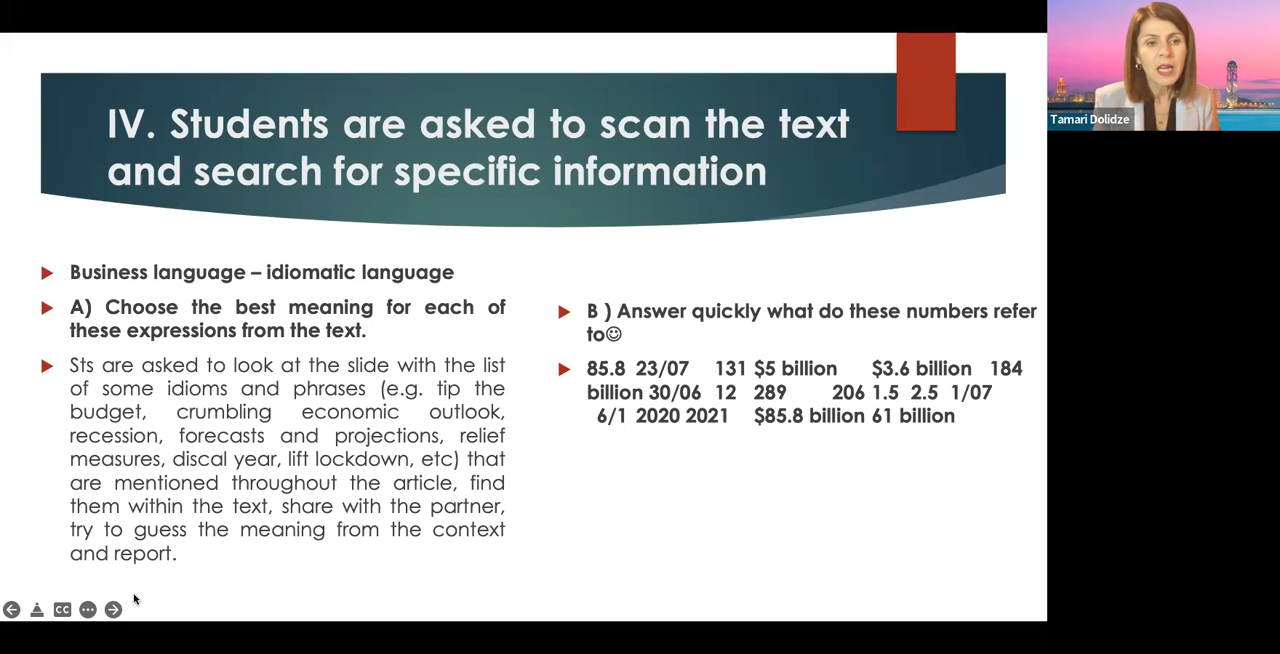 IV. Students are asked to scan the text
and search for specific information
Business language – idiomatic language
A) Choose the best meaning for each of
these expressions from the text.
Sts are asked to look at the slide with the list
of some idioms and phrases (e.g. tip the
budget, crumbling economic outlook,
recession, forecasts and projections, relief
measures, discal year, lift lockdown, etc) that
are mentioned throughout the article, find
them within the text, share with the partner,
try to guess the meaning from the context
and report.
B ) Answer quickly what do these numbers refer
to☺
85.8 23/07 131 $5 billion $3.6 billion 184
billion 30/06 12 289 206 1.5 2.5 1/07
6/1 2020 2021 $85.8 billion 61 billion
Tamari Dolidze
CC